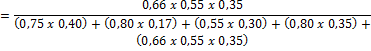 = 0,66 x 0,55 x 0,35
(0,75 x 0,40) + (0,80 x 0,17) + (0,55 x 0,30) + (0,80 x 0,35) +
(0,66 x 0,55 x 0,35)